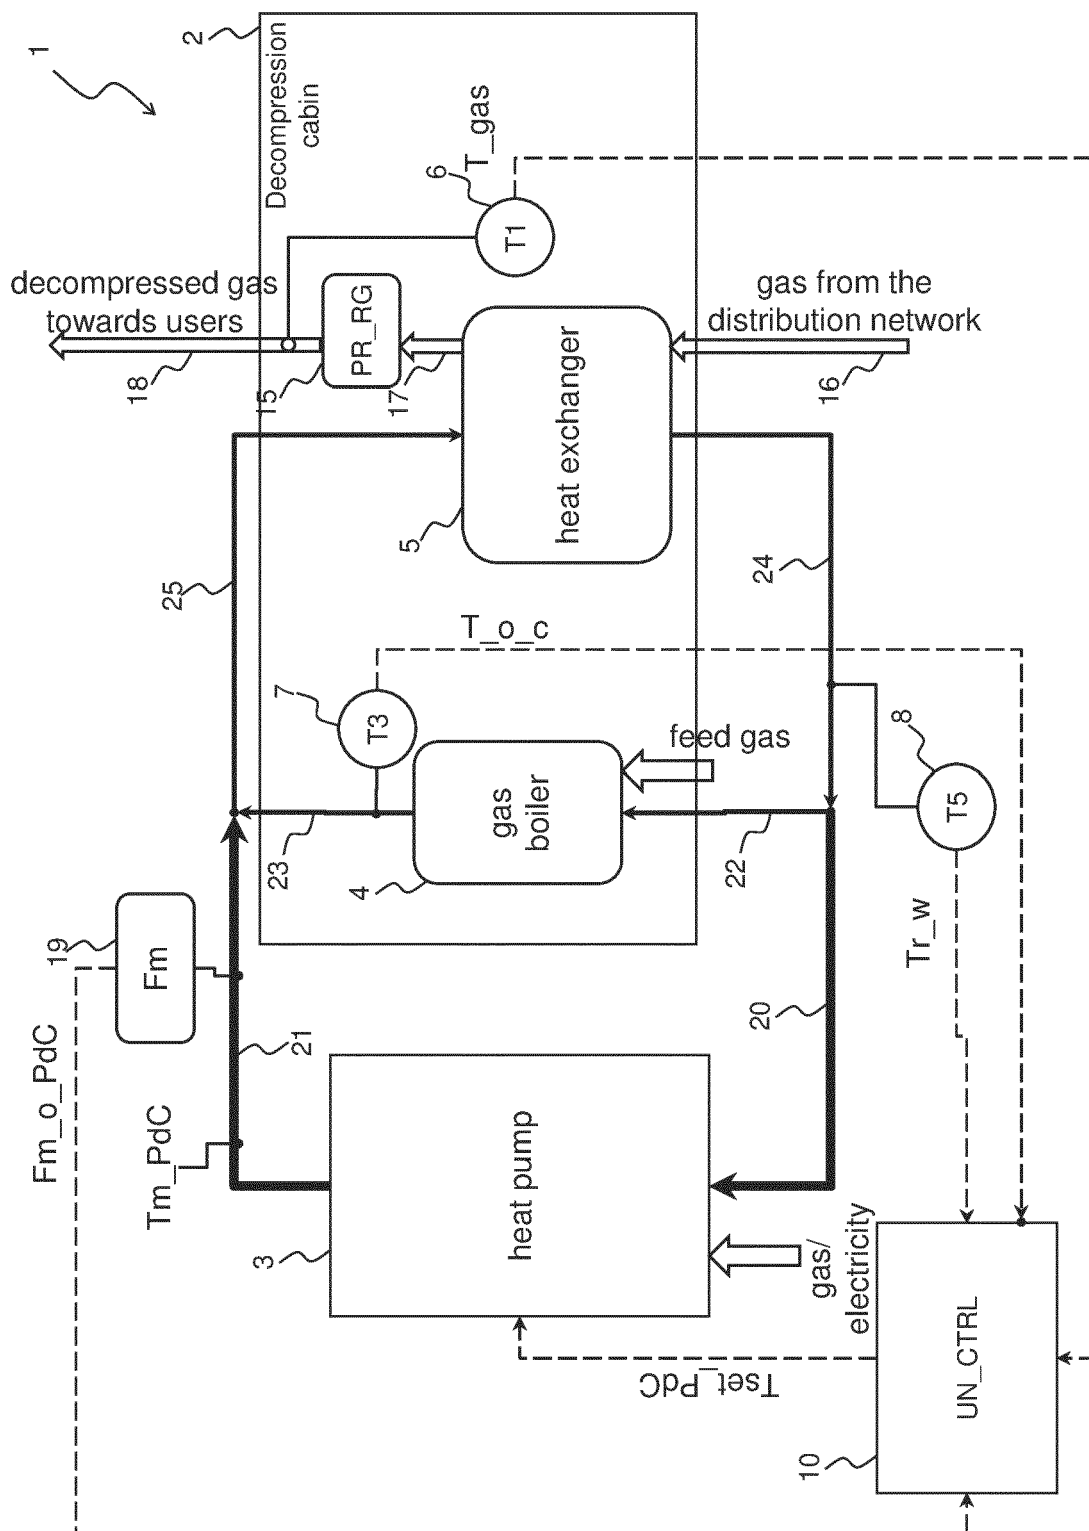 1
2
Decompression
cabin
6
T_gas
T1
decompressed gas
towards users
18
15
PR_RG
17
gas from the
distribution network
16
heat exchanger
5
25
24
T_o_c
7
T3
8
T5
feed gas
gas
boiler
23
4
22
Tr_w
19
Fm
Fm_o_PdC
21
20
Tm_PdC
heat pump
3
gas/
electricity
Tset_PdC
UN_CTRL
10